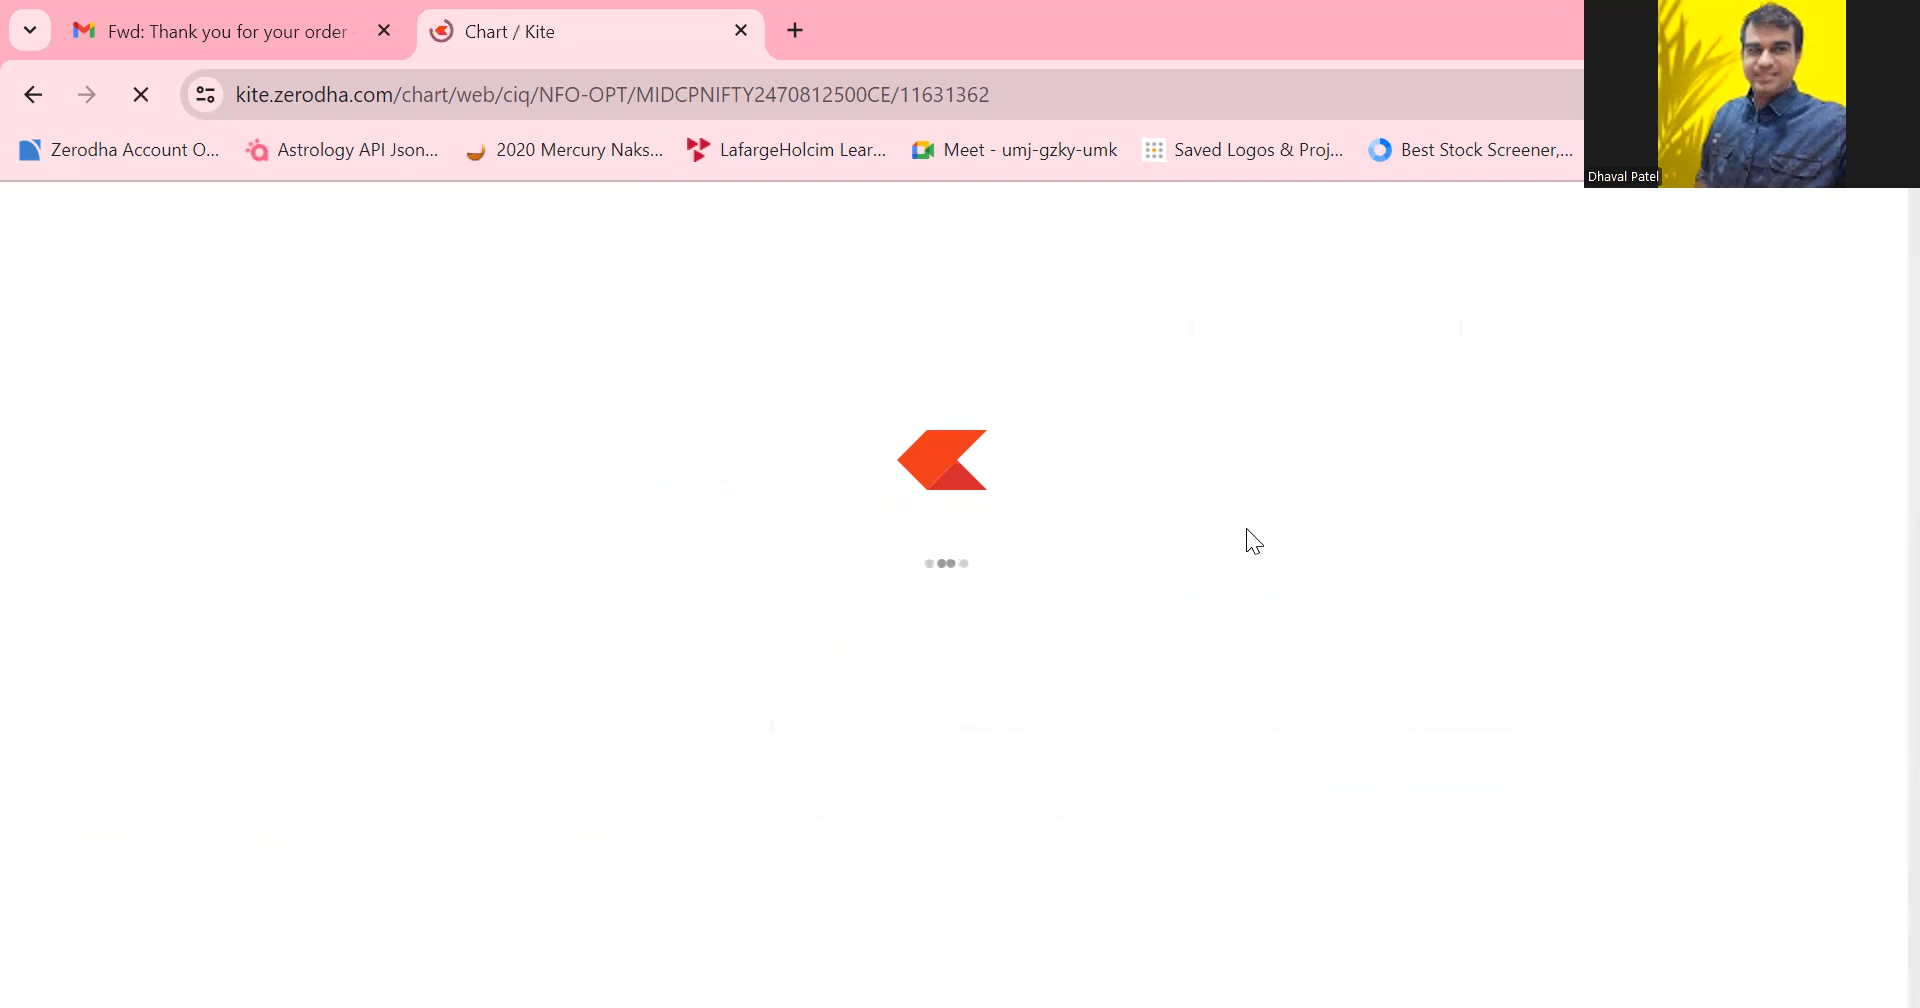 Fwd: Thank you for your order
Chart / Kite
kite.zerodha.com/chart/web/ciq/NFO-OPT/MIDCPNIFTY2470812500CE/11631362
Zerodha Account O...
Astrology API Json...
2020 Mercury Naks...
LafargeHolcim Lear...
Meet - umj-gzky-umk
Saved Logos & Proj...
Best Stock Screener,...
Dhaval Patel